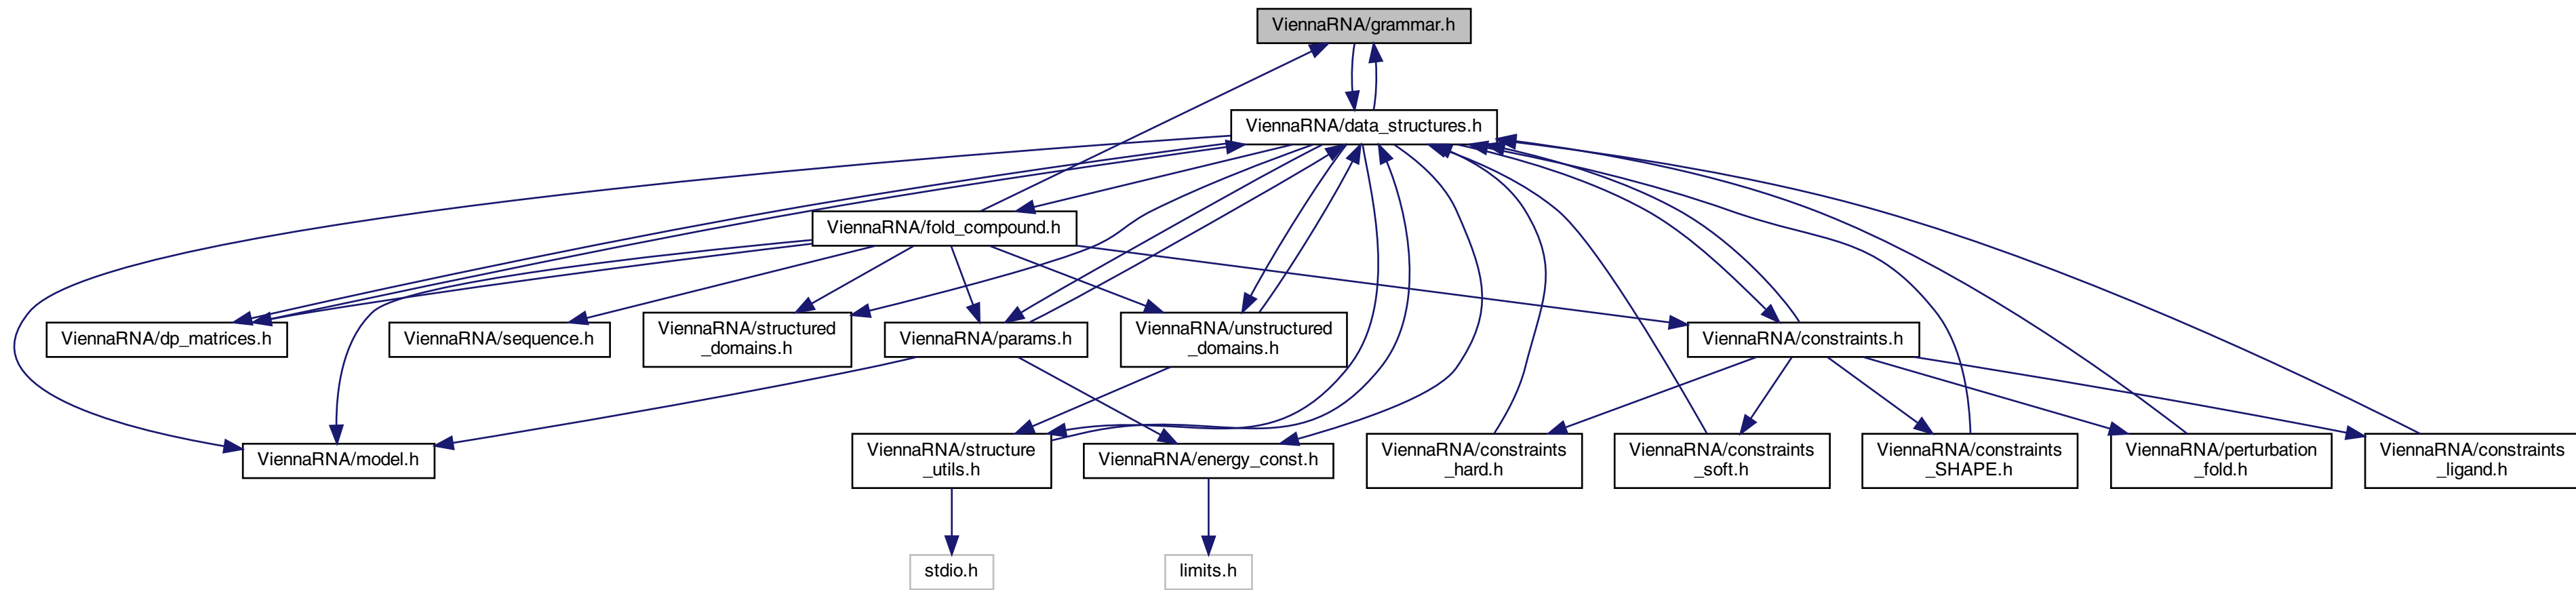 ViennaRNA/grammar.h
ViennaRNA/data_structures.h
ViennaRNA/fold_compound.h
ViennaRNA/dp_matrices.h
ViennaRNA/sequence.h
ViennaRNA/structured
_domains.h
ViennaRNA/params.h
ViennaRNA/unstructured
_domains.h
ViennaRNA/constraints.h
ViennaRNA/model.h
ViennaRNA/structure
_utils.h
ViennaRNA/energy_const.h
ViennaRNA/constraints
_hard.h
ViennaRNA/constraints
_soft.h
ViennaRNA/constraints
_SHAPE.h
ViennaRNA/perturbation
_fold.h
ViennaRNA/constraints
_ligand.h
stdio.h
limits.h